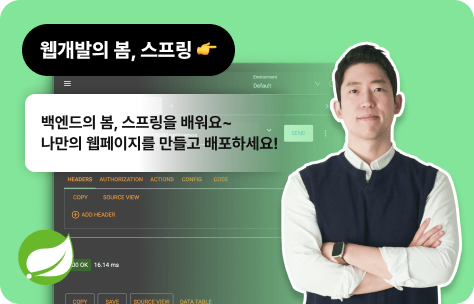 웹개발의 봄, 스프링 👉
Environment
Default
백엔드의 봄, 스프링을 배워요~
나만의 웹페이지를 만들고 배포하세요!
SEND
HEADERS AUTHORIZATION ACTIONS CONFIG CODE
COPY SOURCE VIEW
ADD HEADER
00 OK 16.14 ms
COPY SAVE SOURCE VIEW DATA TABLE